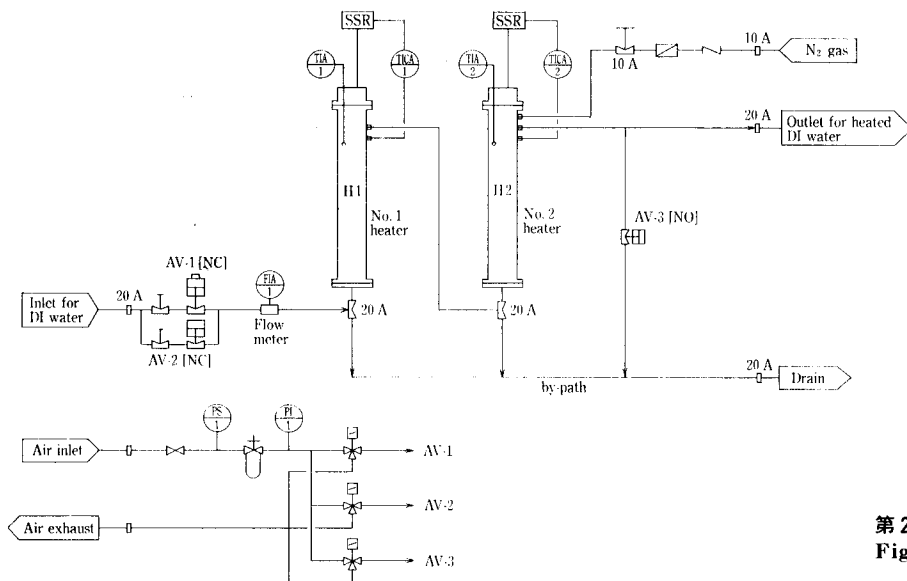 SSR
SSR
TIA
1
TICA
1
TIA
2
TICA
2
10 A
10 A
N₂ gas
20 A
Outlet for heated
DI water
H1
H2
No. 1
heater
No. 2
heater
AV-3 [NO]
AV-1 [NC]
FIA
1
20 A
Inlet for
DI water
Flow
meter
20 A
20 A
AV-2 [NC]
by-path
20 A
Drain
PS
1
PI
1
Air inlet
AV-1
AV-2
Air exhaust
AV-3
第2
Fig